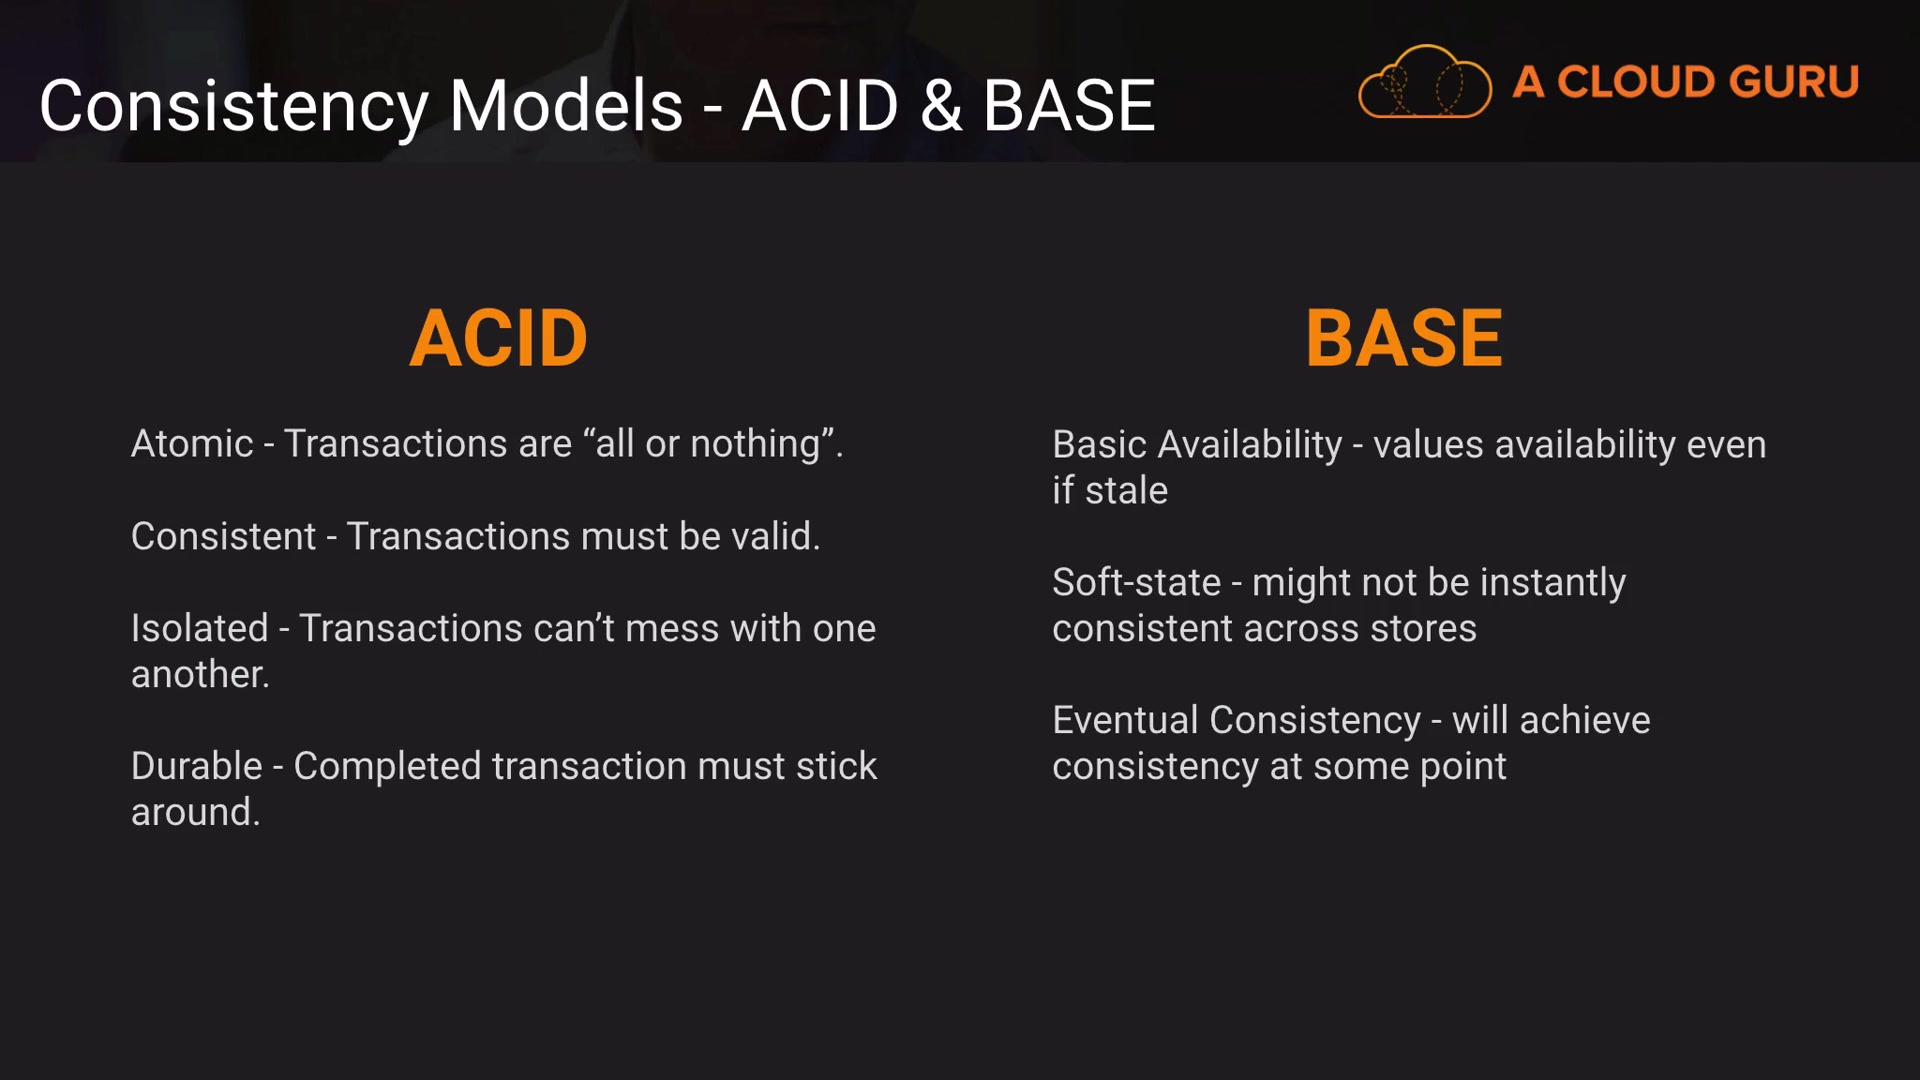 Consistency Models - ACID & BASE
A CLOUD GURU
ACID
Atomic - Transactions are “all or nothing”.
Consistent - Transactions must be valid.
Isolated - Transactions can’t mess with one
another.
Durable - Completed transaction must stick
around.
BASE
Basic Availability - values availability even
if stale
Soft-state - might not be instantly
consistent across stores
Eventual Consistency - will achieve
consistency at some point